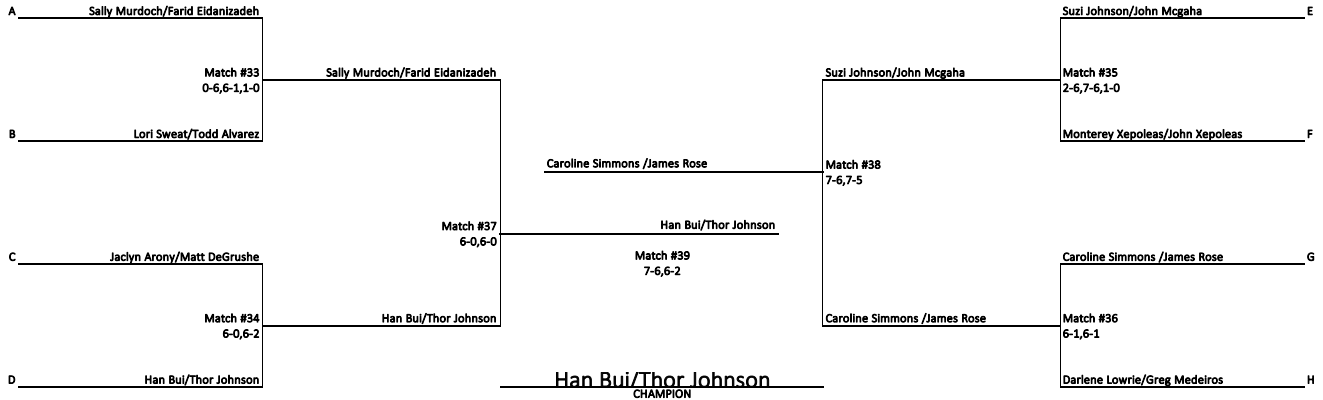 A Sally Murdoch/Farid Eidanizadeh
Suzi Johnson/John Mcgaha E
Match #33
0-6,6-1,1-0
Sally Murdoch/Farid Eidanizadeh
Suzi Johnson/John Mcgaha
Match #35
2-6,7-6,1-0
B Lori Sweat/Todd Alvarez
Monterey Xepoleas/John Xepoleas F
Caroline Simmons /James Rose
Match #38
7-6,7-5
Match #37
6-0,6-0
Han Bui/Thor Johnson
Match #39
7-6,6-2
C Jaclyn Arony/Matt DeGrushe
Caroline Simmons /James Rose G
Match #34
6-0,6-2
Han Bui/Thor Johnson
Caroline Simmons /James Rose
Match #36
6-1,6-1
D Han Bui/Thor Johnson
Han Bui/Thor Johnson
CHAMPION
Darlene Lowrie/Greg Medeiros H